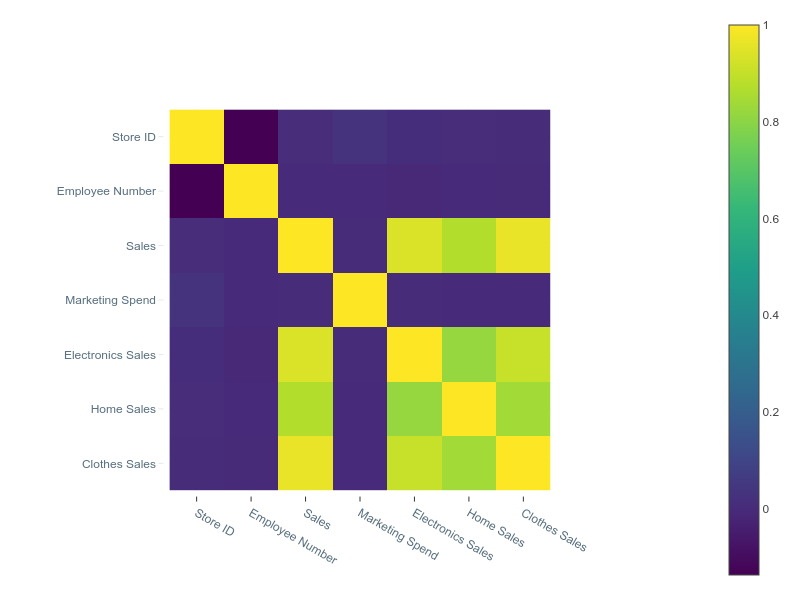 1
0.8
0.6
0.4
0.2
0
Store ID
Employee Number
Sales
Marketing Spend
Electronics Sales
Home Sales
Clothes Sales
Store ID
Employee Number
Sales
Marketing Spend
Electronics Sales
Home Sales
Clothes Sales